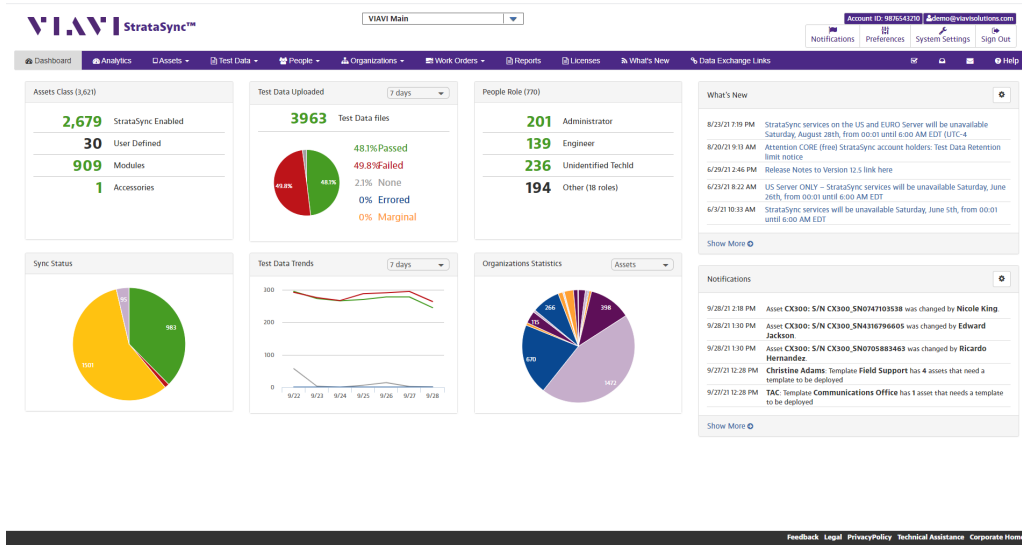 VIAVI StrataSync™
VIAVI Main
Account ID: 9876543210 demo@viavisolutions.com
Notifications Preferences System Settings Sign Out
Dashboard Analytics Assets Test Data People Organizations Work Orders Reports Licenses What's New Data Exchange Links Help
Assets Class (3,621)
2,679 StrataSync Enabled
30 User Defined
909 Modules
1 Accessories
Test Data Uploaded 7 days
3963 Test Data files
48.1% Passed
49.8% Failed
2.1% None
0% Errored
0% Marginal
49.8% 48.1%
People Role (770)
201 Administrator
139 Engineer
236 Unidentified TechId
194 Other (18 roles)
What's New
8/23/21 7:19 PM StrataSync services on the US and EURO Server will be unavailable
Saturday, August 28th, from 00:01 until 6:00 AM EDT (UTC-4
8/20/21 9:13 AM Attention CORE (free) StrataSync account holders: Test Data Retention
limit notice
6/29/21 2:46 PM Release Notes to Version 12.5 link here
6/23/21 8:22 AM US Server ONLY – StrataSync services will be unavailable Saturday, June
26th, from 00:01 until 6:00 AM EDT
6/3/21 10:33 AM StrataSync services will be unavailable Saturday, June 5th, from 00:01
until 6:00 AM EDT
Show More
Sync Status
95
983
1501
Test Data Trends 7 days
300
200
100
0
9/22 9/23 9/24 9/25 9/26 9/27 9/28
Organizations Statistics Assets
266
398
115
670
1432
Notifications
9/28/21 2:18 PM Asset CX300: S/N CX300_SN0747103538 was changed by Nicole King.
9/28/21 1:30 PM Asset CX300: S/N CX300_SN4316796605 was changed by Edward
Jackson.
9/28/21 1:30 PM Asset CX300: S/N CX300_SN0705883463 was changed by Ricardo
Hernandez.
9/27/21 12:28 PM Christine Adams: Template Field Support has 4 assets that need a
template to be deployed
9/27/21 12:28 PM TAC: Template Communications Office has 1 asset that needs a template
to be deployed
Show More
Feedback Legal PrivacyPolicy Technical Assistance Corporate Home